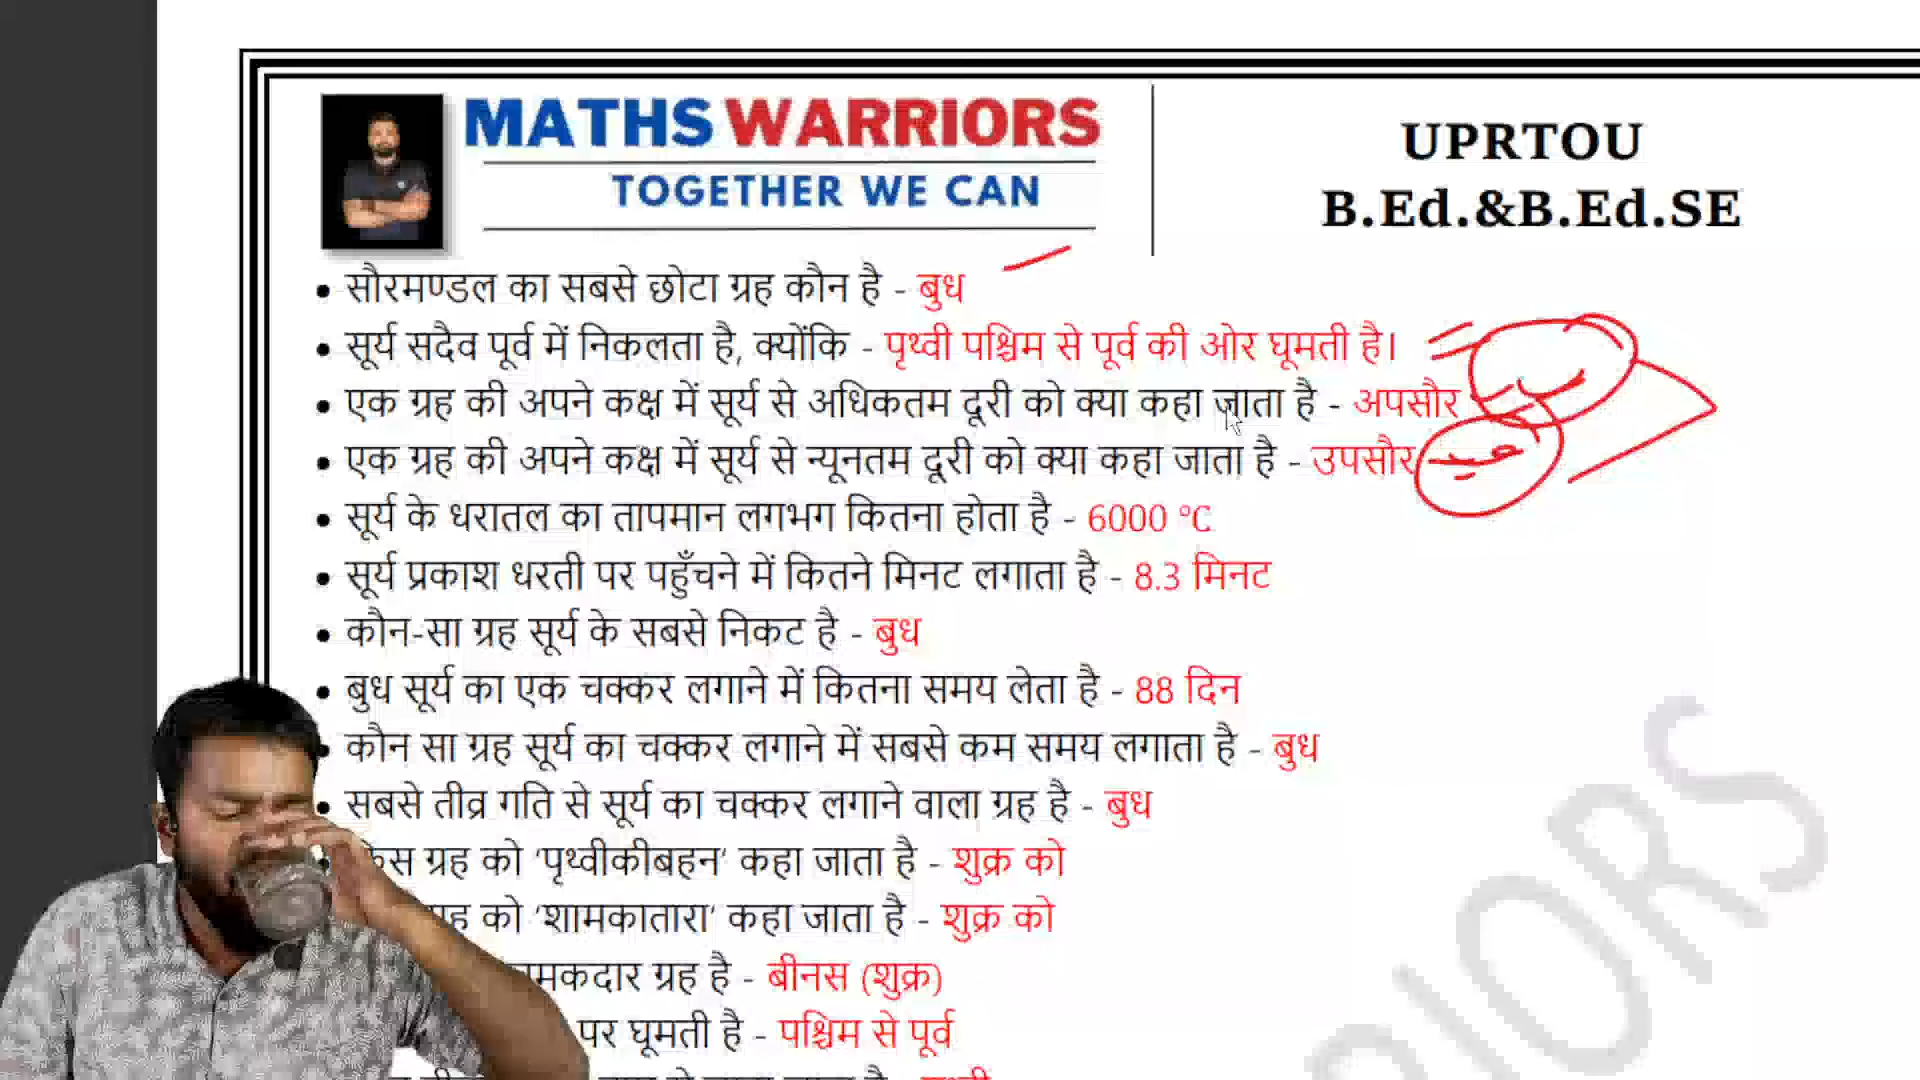 MATHS WARRIORS
TOGETHER WE CAN
UPRTOU
B.Ed.&B.Ed.SE
• सौरमण्डल का सबसे छोटा ग्रह कौन है - बुध
• सूर्य सदैव पूर्व में निकलता है, क्योंकि - पृथ्वी पश्चिम से पूर्व की ओर घूमती है।
• एक ग्रह की अपने कक्ष में सूर्य से अधिकतम दूरी को क्या कहा जाता है - अपसौर
• एक ग्रह की अपने कक्ष में सूर्य से न्यूनतम दूरी को क्या कहा जाता है - उपसौर
• सूर्य के धरातल का तापमान लगभग कितना होता है - 6000 °C
• सूर्य प्रकाश धरती पर पहुँचने में कितने मिनट लगाता है - 8.3 मिनट
• कौन-सा ग्रह सूर्य के सबसे निकट है - बुध
• बुध सूर्य का एक चक्कर लगाने में कितना समय लेता है - 88 दिन
• कौन सा ग्रह सूर्य का चक्कर लगाने में सबसे कम समय लगाता है - बुध
• सबसे तीव्र गति से सूर्य का चक्कर लगाने वाला ग्रह है - बुध
ग्रह को ‘पृथ्वीकीबहन’ कहा जाता है - शुक्र को
को ‘शामकातारा’ कहा जाता है - शुक्र को
ग्रह है - बीनस (शुक्र)
पर घूमती है - पश्चिम से पूर्व